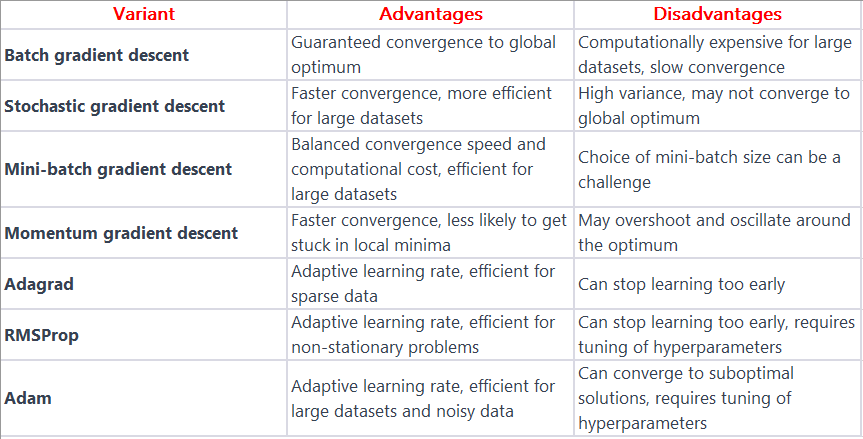 Variant Advantages Disadvantages
Batch gradient descent
Guaranteed convergence to global
optimum
Computationally expensive for large
datasets, slow convergence
Stochastic gradient descent
Faster convergence, more efficient
for large datasets
High variance, may not converge to
global optimum
Mini-batch gradient descent
Balanced convergence speed and
computational cost, efficient for
large datasets
Choice of mini-batch size can be a
challenge
Momentum gradient descent
Faster convergence, less likely to get
stuck in local minima
May overshoot and oscillate around
the optimum
Adagrad
Adaptive learning rate, efficient for
sparse data
Can stop learning too early
RMSProp
Adaptive learning rate, efficient for
non-stationary problems
Can stop learning too early, requires
tuning of hyperparameters
Adam
Adaptive learning rate, efficient for
large datasets and noisy data
Can converge to suboptimal
solutions, requires tuning of
hyperparameters